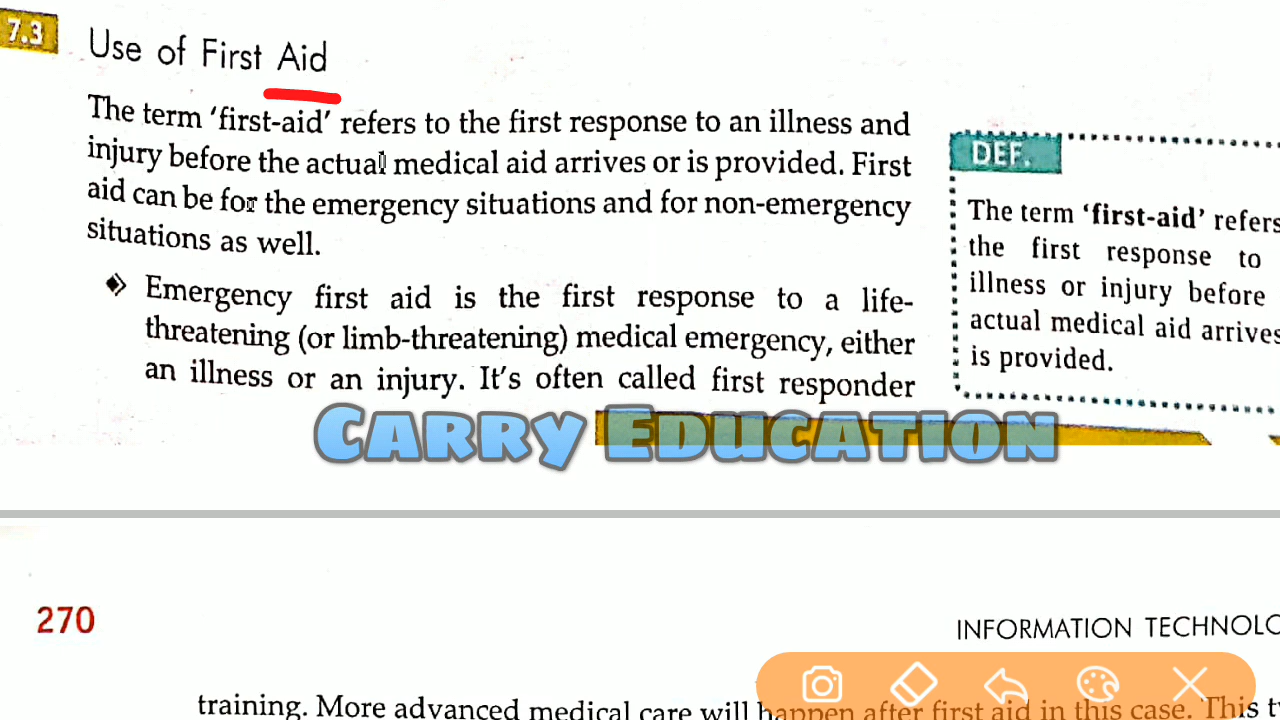 7.3 Use of First Aid
The term ‘first-aid’ refers to the first response to an illness and
injury before the actual medical aid arrives or is provided. First
aid can be for the emergency situations and for non-emergency
situations as well.
Emergency first aid is the first response to a life-
threatening (or limb-threatening) medical emergency, either
an illness or an injury. It’s often called first responder
DEF.
The term ‘first-aid’ refers
the first response to
illness or injury before
actual medical aid arrives
is provided.
CARRY EDUCATION
270
INFORMATION TECHNOLO
training. More advanced medical care will happen after first aid in this case. This t